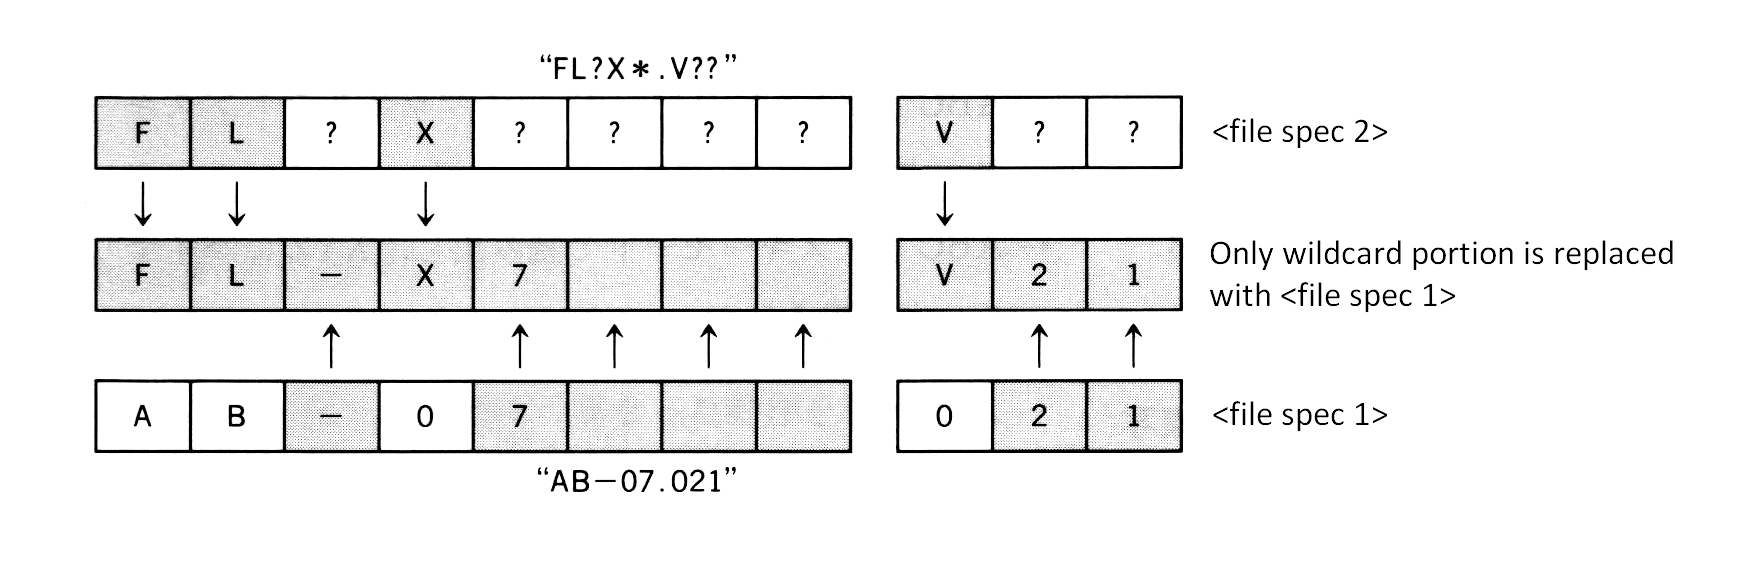 “FL?X*.V??”
F L ? X ? ? ? ? V ? ? <file spec 2>
F L – X 7 V 2 1 Only wildcard portion is replaced
with <file spec 1>
A B – 0 7 0 2 1 <file spec 1>
“AB–07.021”